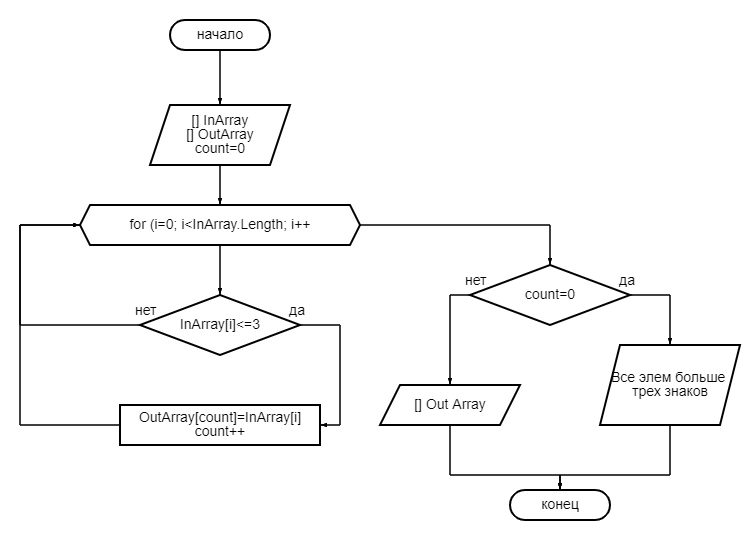 начало
[] InArray
[] OutArray
count=0
for (i=0; i<InArray.Length; i++
нет
да
InArray[i]<=3
OutArray[count]=InArray[i]
count++
нет
да
count=0
[] Out Array
Все элем больше
трех знаков
конец